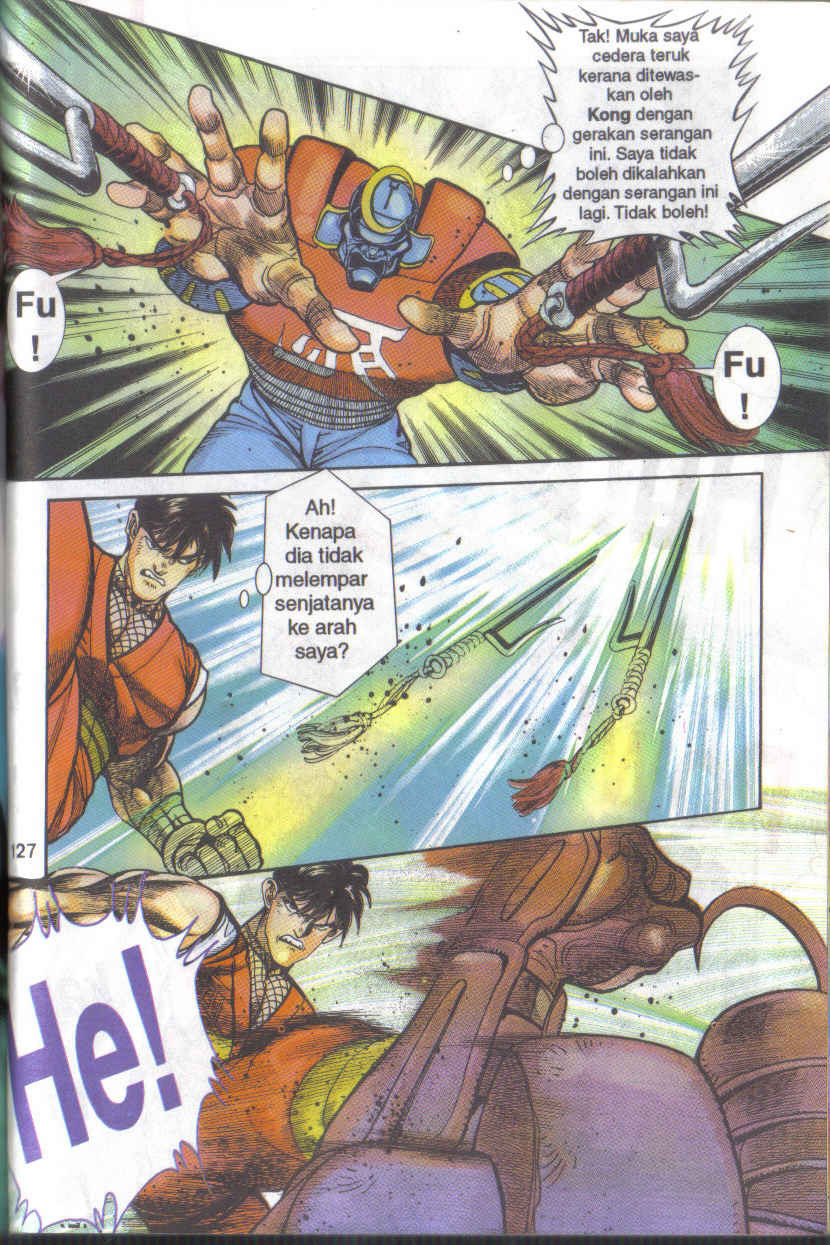 Tak! Muka saya
cedera teruk
kerana ditewas-
kan oleh
Kong dengan
gerakan serangan
ini. Saya tidak
boleh dikalahkan
dengan serangan ini
lagi. Tidak boleh!
Fu
!
Fu
!
Ah!
Kenapa
dia tidak
melempar
senjatanya
ke arah
saya?
127
He!